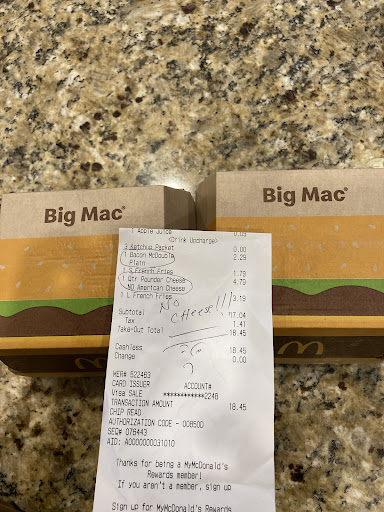 Big Mac®
Big Mac®
1 Apple Juice 0.09
(Drink Upcharge)
3 Ketchup Packet 0.00
1 Bacon McDouble 2.29
Plain
1 S French Fries 1.79
1 Qtr Pounder Cheese 4.79
NO American Cheese
1 L French Fries 3.19
NO CHEESE!!!
Subtotal 17.04
Tax 1.41
Take-Out Total 18.45
Cashless 18.45
Change 0.00
MER# 522463
CARD ISSUER ACCOUNT#
Visa SALE ************2240
TRANSACTION AMOUNT 18.45
CHIP READ
AUTHORIZATION CODE - 00850D
SEQ# 078443
AID: A0000000031010
Thanks for being a MyMcDonald's
Rewards member!
If you aren't a member, sign up
Sign up for MyMcDonald's Rewards